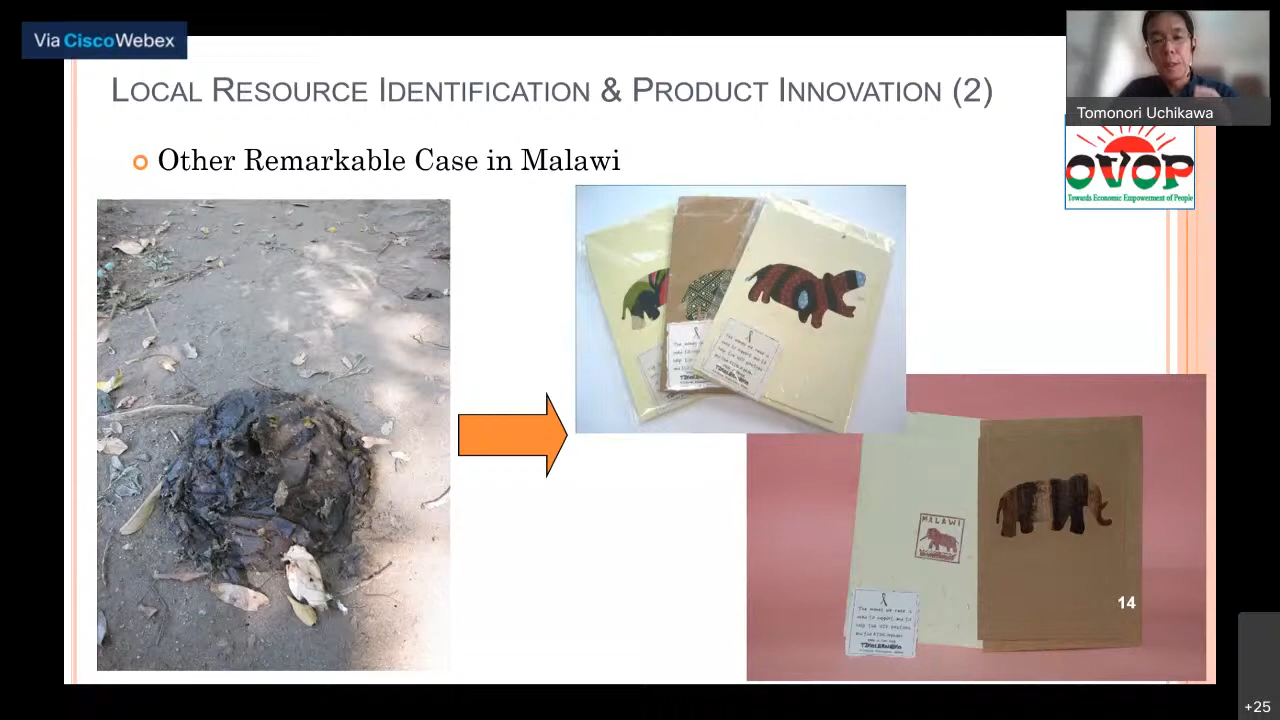 Via CiscoWebex
LOCAL RESOURCE IDENTIFICATION & PRODUCT INNOVATION (2)
Tomonori Uchikawa
OVOP
Towards Economic Empowerment of People
Other Remarkable Case in Malawi
MALAWI
14
+25